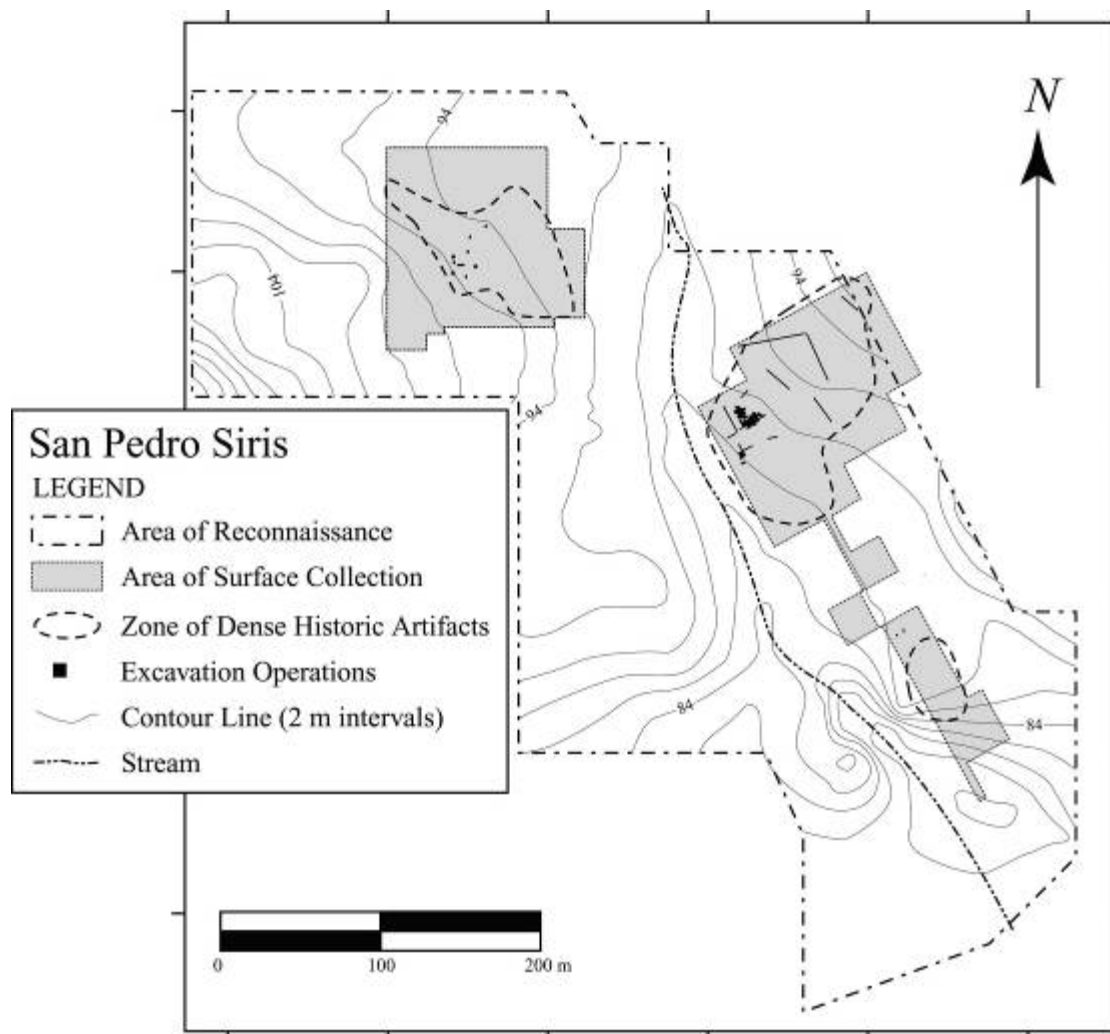 94
N
94
104
94
San Pedro Siris
LEGEND
Area of Reconnaissance
Area of Surface Collection
Zone of Dense Historic Artifacts
Excavation Operations
Contour Line (2 m intervals)
Stream
84
84
0 100 200 m